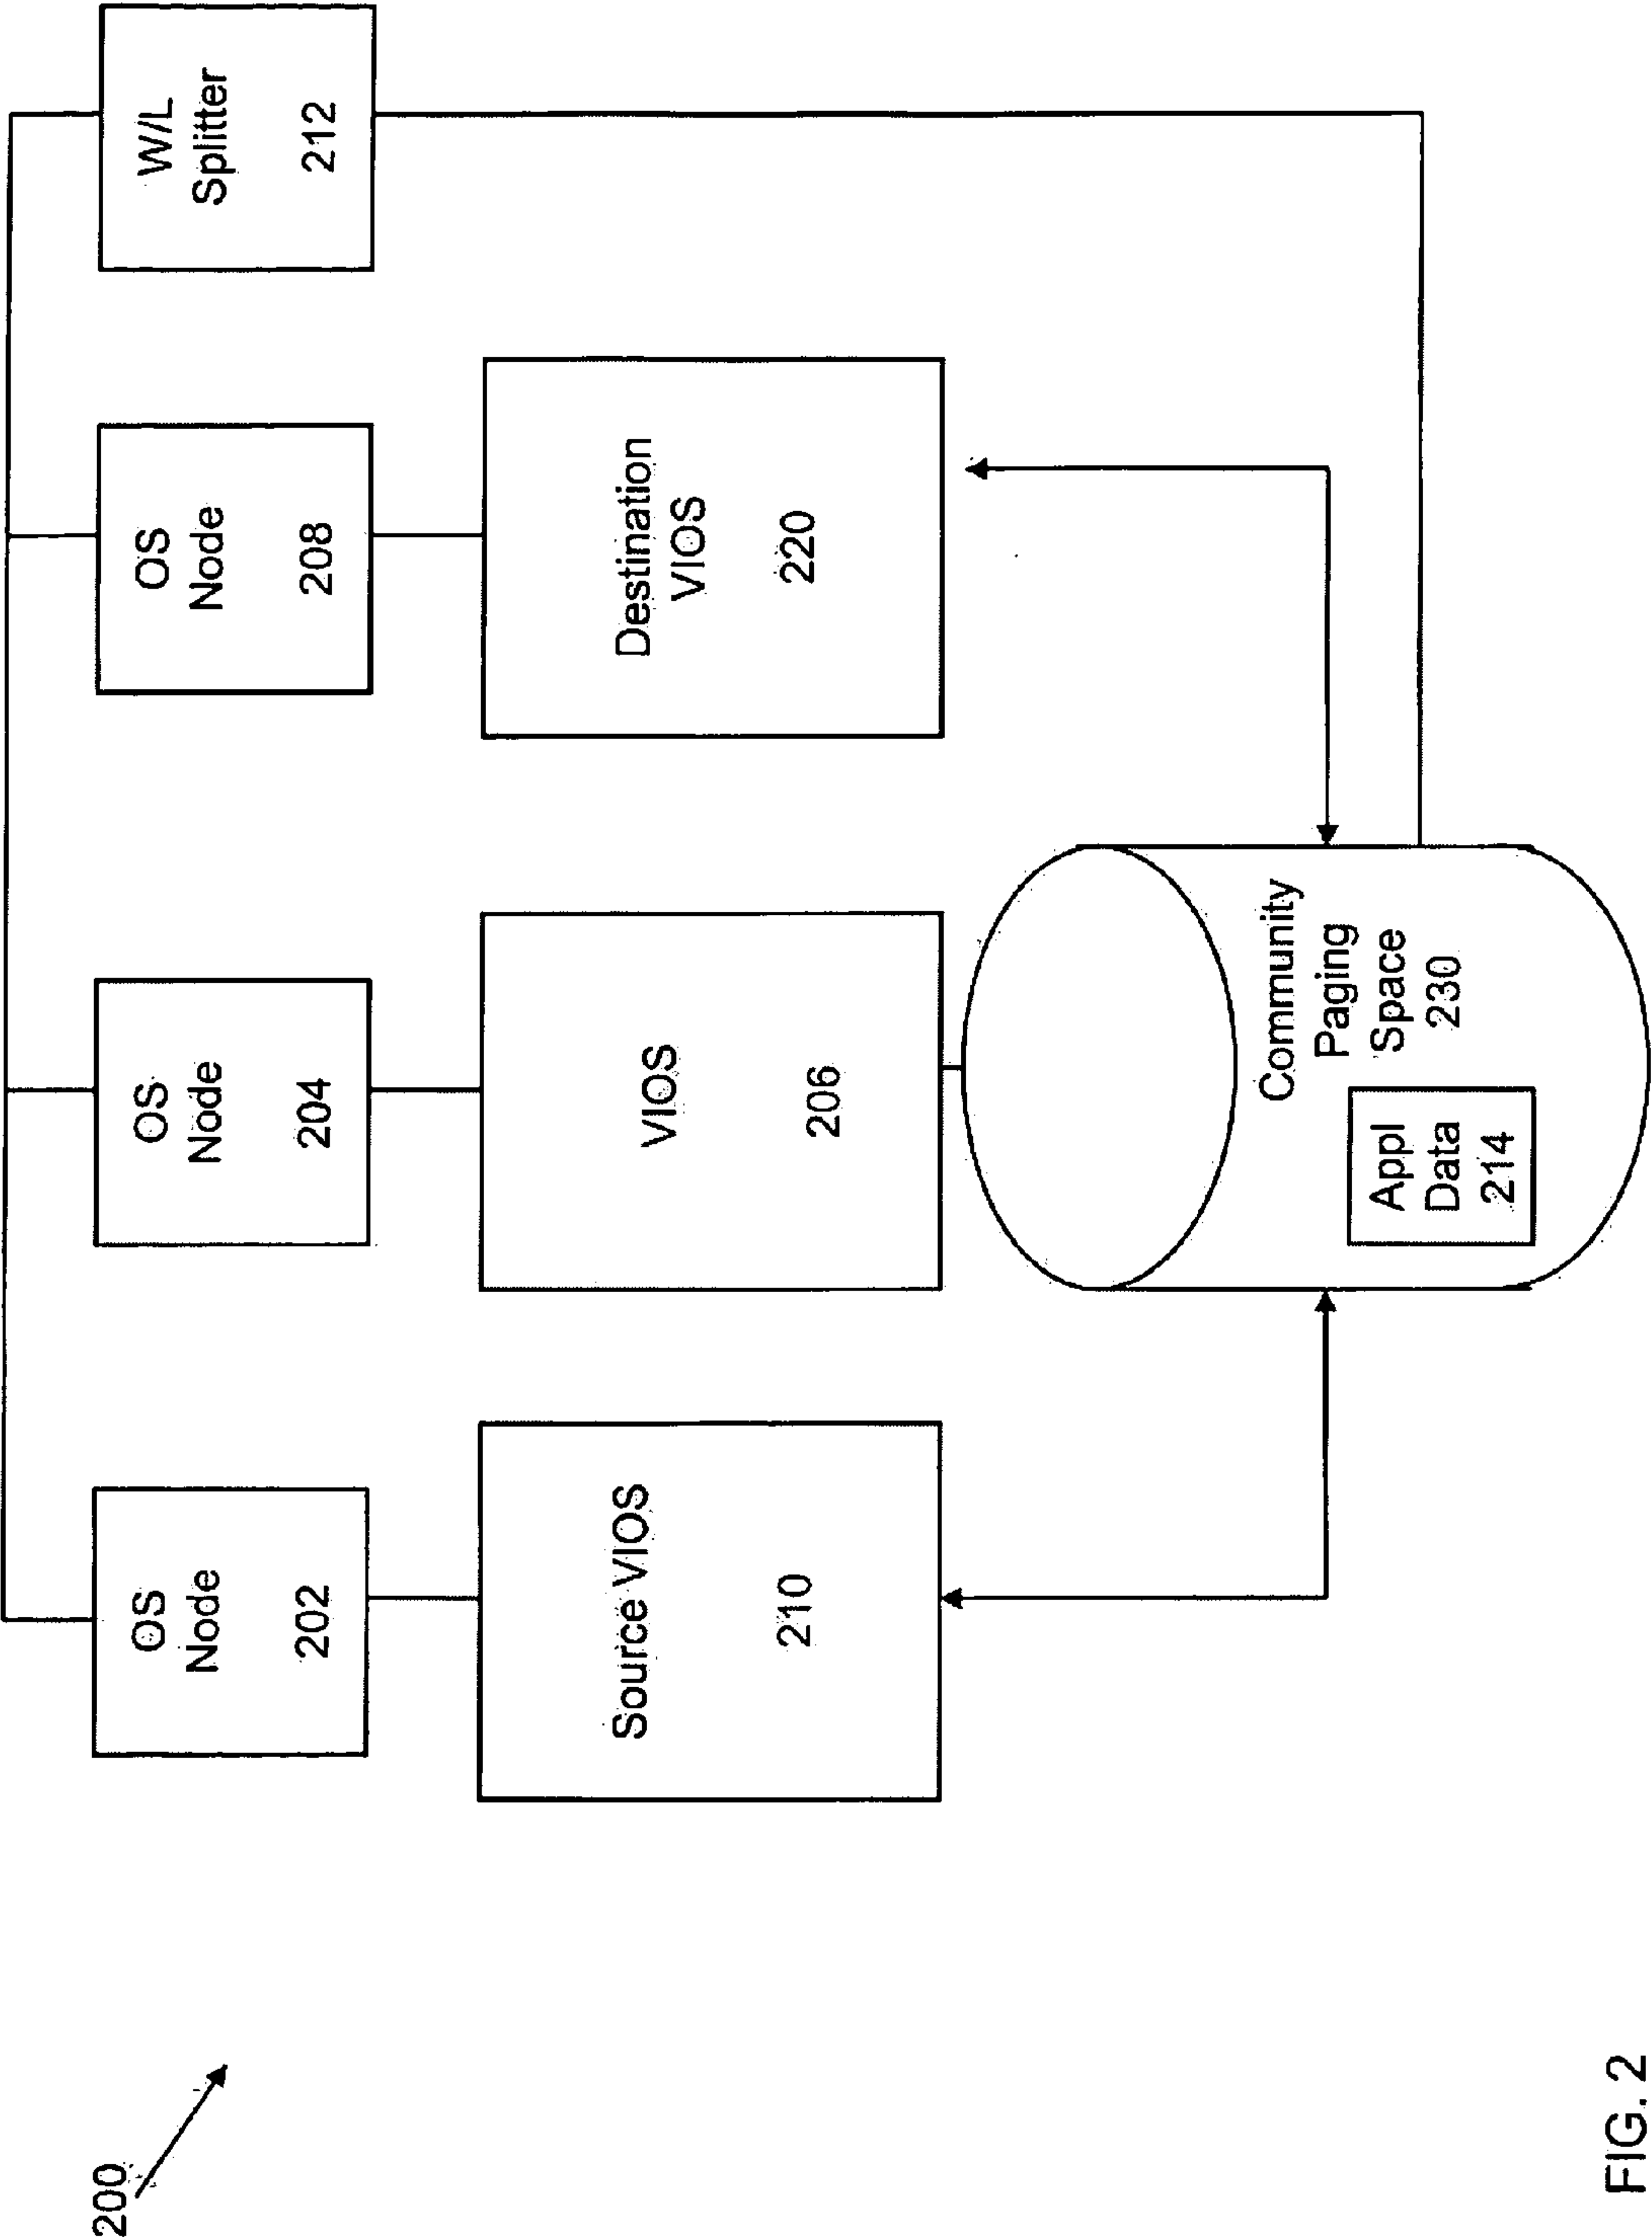 200
OS
Node
202
OS
Node
204
OS
Node
208
W/L
Splitter
212
Source VIOS
210
VIOS
206
Destination
VIOS
220
Community
Paging
Space
230
Appl
Data
214
FIG. 2